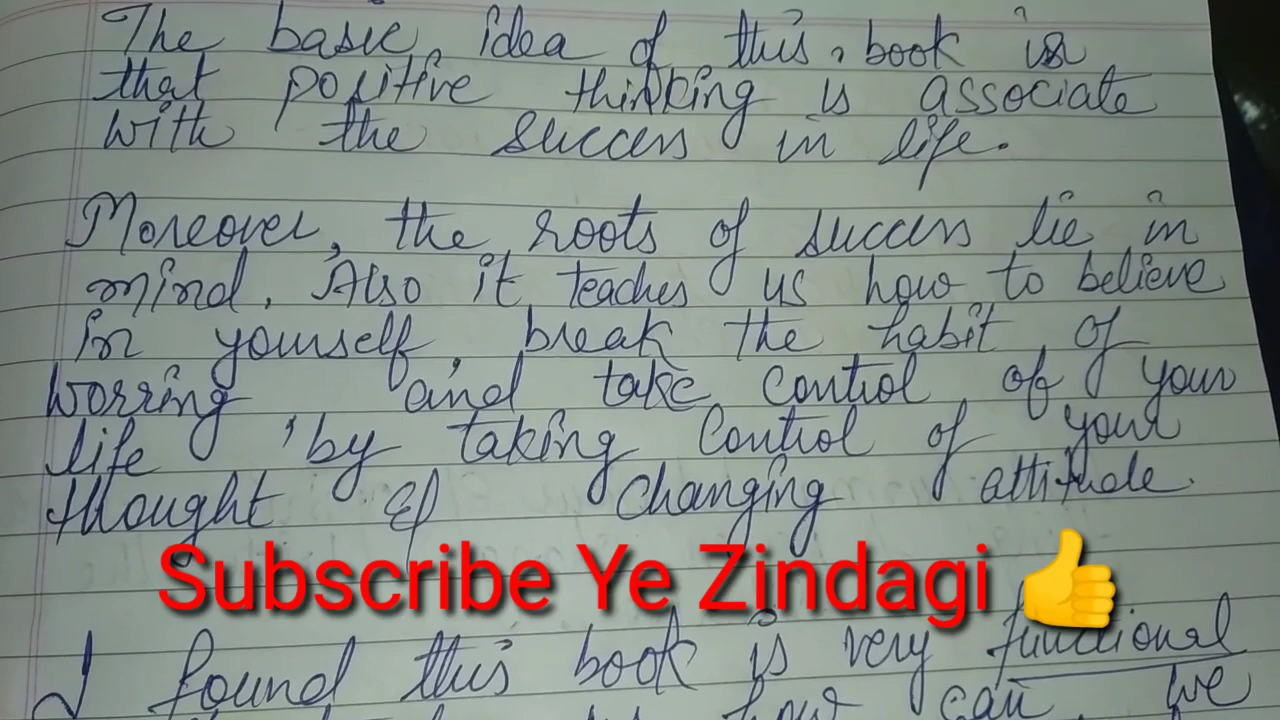 The basic idea of this book is
that positive thinking is associate
with the success in life.
Moreover, the roots of success lie in
mind. Also it teaches us how to believe
in yourself, break the habit of
worring and take control of your
life, by taking control of your
thought & changing attitude.
Subscribe Ye Zindagi 👍
I found this book is very functional
how can we